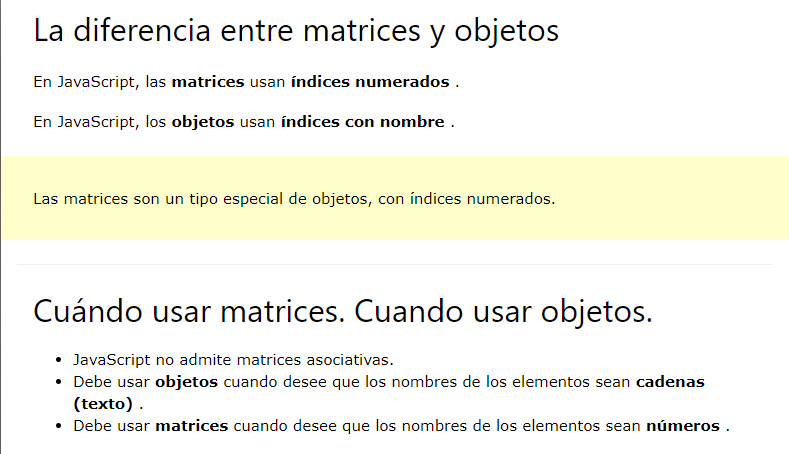 La diferencia entre matrices y objetos
En JavaScript, las matrices usan índices numerados .
En JavaScript, los objetos usan índices con nombre .
Las matrices son un tipo especial de objetos, con índices numerados.
Cuándo usar matrices. Cuando usar objetos.
• JavaScript no admite matrices asociativas.
• Debe usar objetos cuando desee que los nombres de los elementos sean cadenas
(texto) .
• Debe usar matrices cuando desee que los nombres de los elementos sean números .